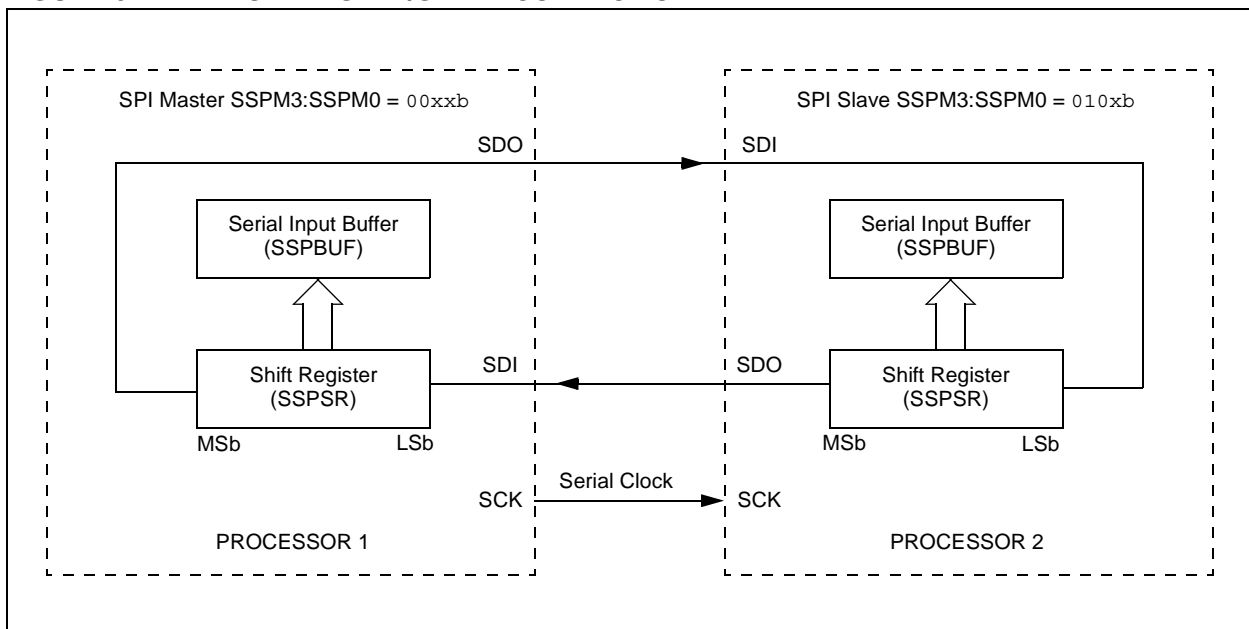 SPI Master SSPM3:SSPM0 = 00xxb
SPI Slave SSPM3:SSPM0 = 010xb
SDO
SDI
Serial Input Buffer
(SSPBUF)
Serial Input Buffer
(SSPBUF)
Shift Register
(SSPSR)
SDI
SDO
Shift Register
(SSPSR)
MSb
LSb
MSb
LSb
SCK
Serial Clock
SCK
PROCESSOR 1
PROCESSOR 2